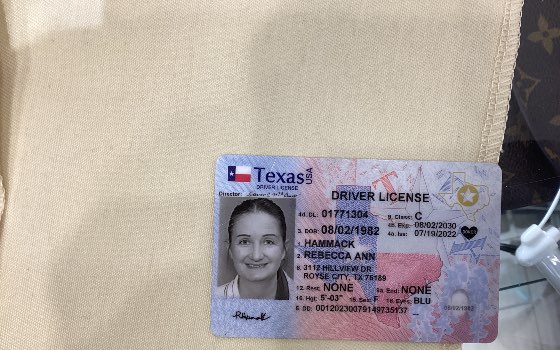 Texas USA
DRIVER LICENSE
Director:
DRIVER LICENSE
4d. DL: 01771304 9. Class: C
4b. Exp: 08/02/2030
3. DOB: 08/02/1982 4a. Iss: 07/19/2022
1. HAMMACK
2. REBECCA ANN
8. 3112 HILLVIEW DR
ROYSE CITY, TX 75189
12. Rest: NONE 9a. End: NONE
16. Hgt: 5'-03" 15. Sex: F 18. Eyes: BLU
5. DD: 00120230079149735137
08/02/1982